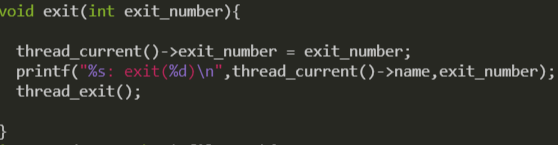 void exit(int exit_number){
thread_current()->exit_number = exit_number;
printf("%s: exit(%d)\n",thread_current()->name,exit_number);
thread_exit();
}